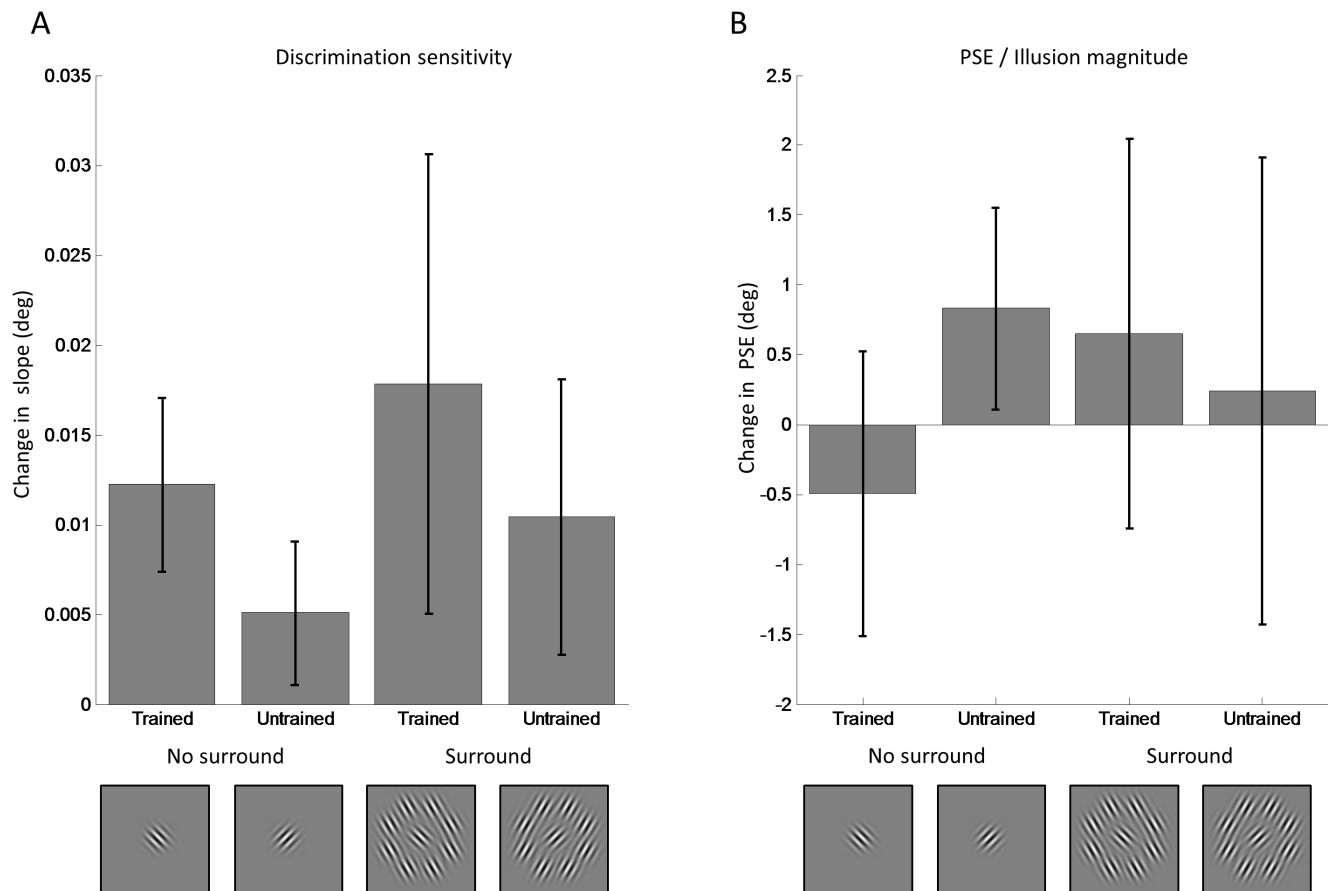 A
Discrimination sensitivity
0.035
0.03
0.025
0.02
0.015
0.01
0.005
0
Change in slope (deg)
Trained
Untrained
Trained
Untrained
No surround
Surround
B
PSE / Illusion magnitude
2.5
2
1.5
1
0.5
0
-0.5
-1
-1.5
-2
Change in PSE (deg)
Trained
Untrained
Trained
Untrained
No surround
Surround